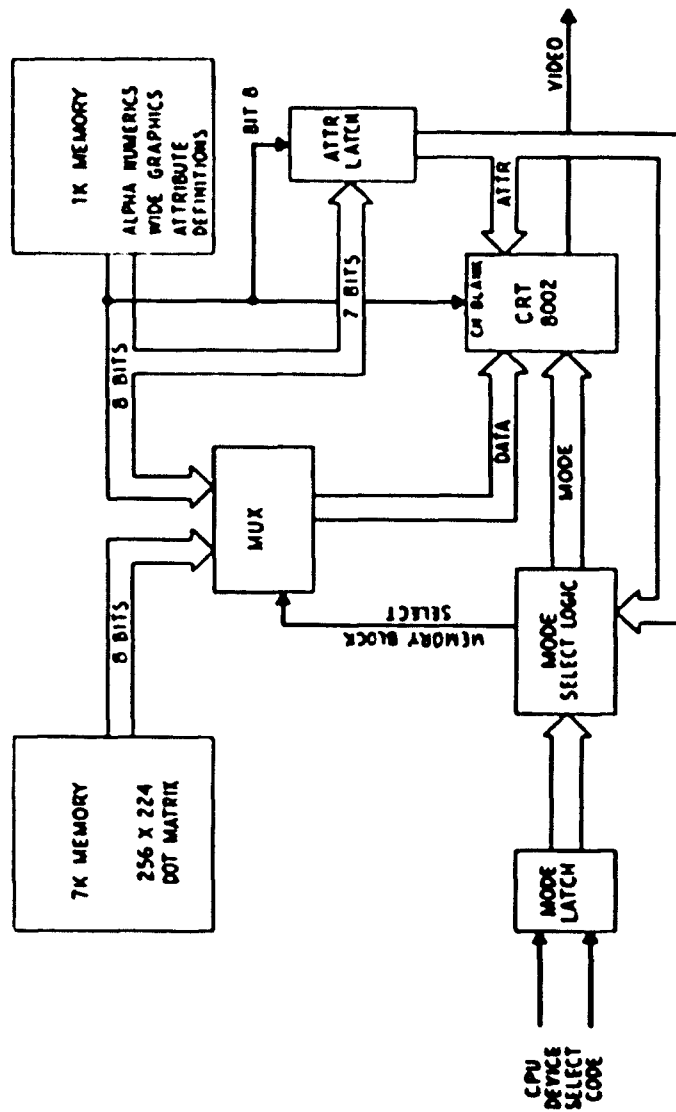 7K MEMORY
256 X 224
DOT MATRIX
1K MEMORY
ALPHA NUMERICS
WIDE GRAPHICS
ATTRIBUTE
DEFINITIONS
8 BITS
8 BITS
BIT 8
MUX
7 BITS
ATTR
LATCH
MEMORY BLOCK
SELECT
DATA
ATTR
CPU
DEVICE
SELECT
CODE
MODE
LATCH
MODE
SELECT LOGIC
MODE
CH BLANK
CRT
8002
VIDEO